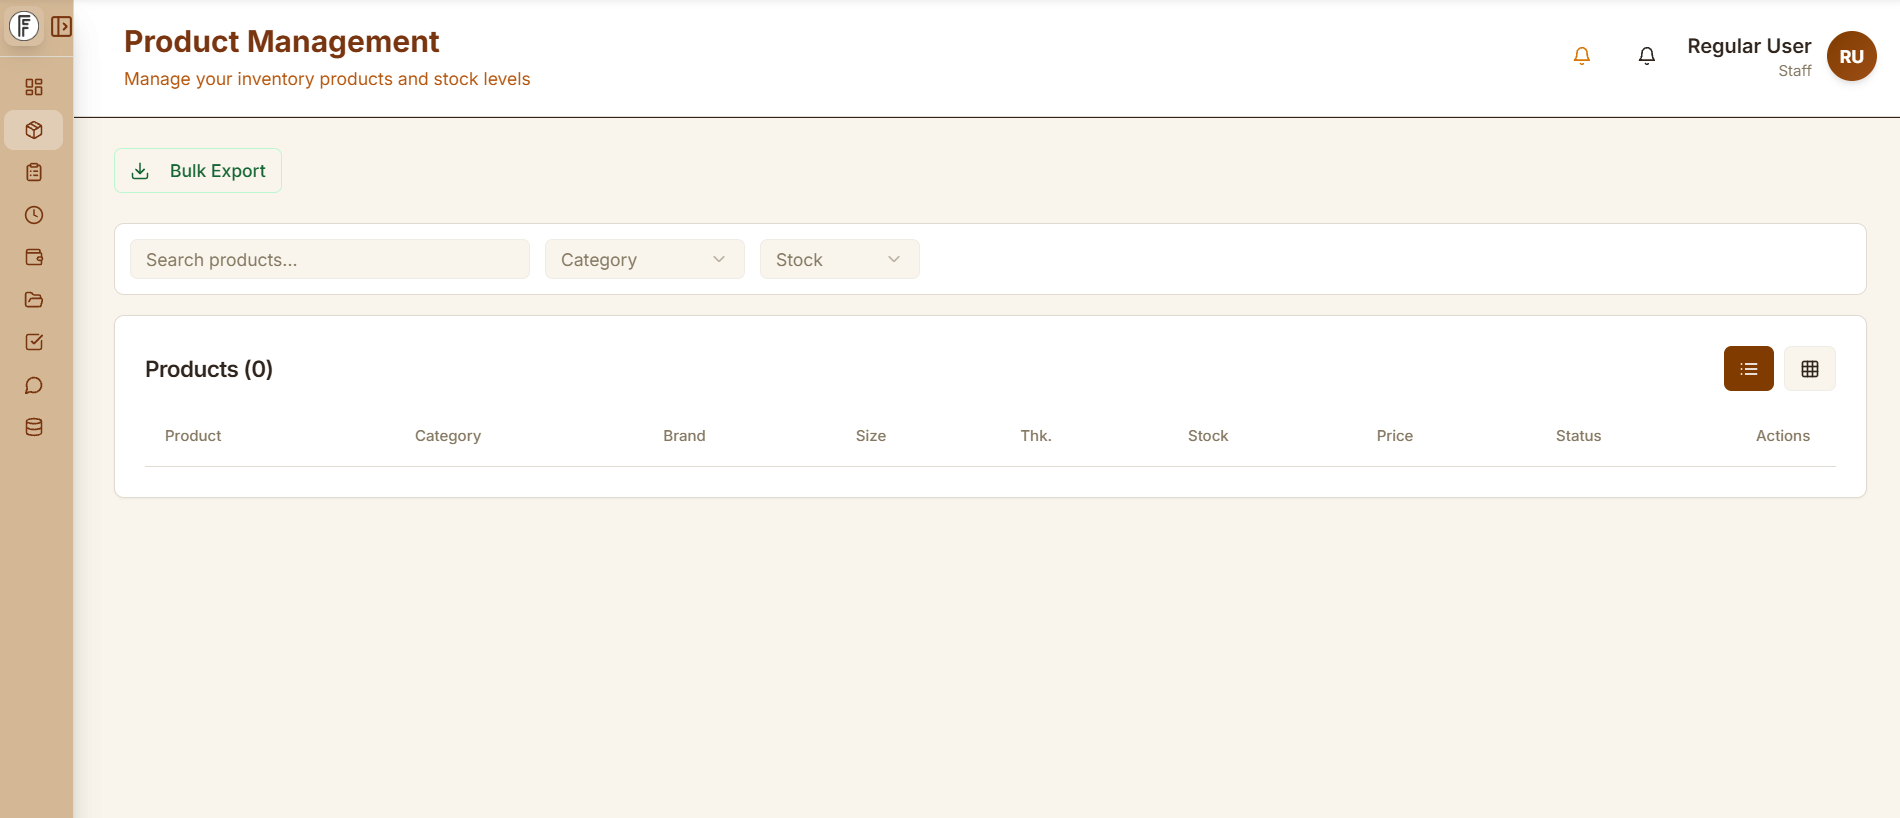 Product Management
Manage your inventory products and stock levels
Regular User
Staff
RU
Bulk Export
Search products...
Category
Stock
Products (0)
Product Category Brand Size Thk. Stock Price Status Actions